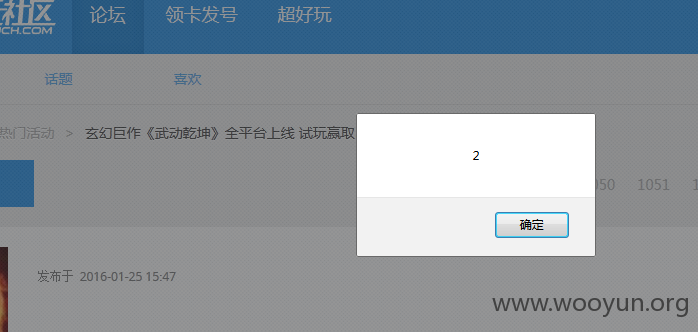 社区
CH.COM
论坛 领卡发号 超好玩
话题 喜欢
热门活动 > 玄幻巨作《武动乾坤》全平台上线 试玩赢取
2
050 1051 1
确定
发布于 2016-01-25 15:47
www.wooyun.org